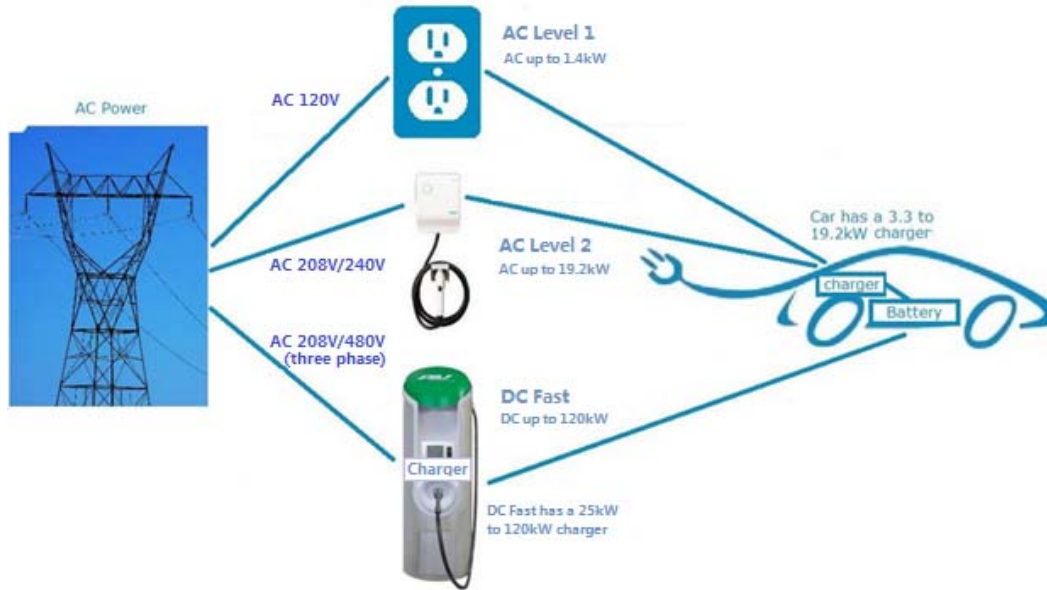 AC Power
AC 120V
AC Level 1
AC up to 1.4kW
AC 208V/240V
AC Level 2
AC up to 19.2kW
Car has a 3.3 to
19.2kW charger
charger
Battery
AC 208V/480V
(three phase)
DC Fast
DC up to 120kW
Charger
DC Fast has a 25kW
to 120kW charger